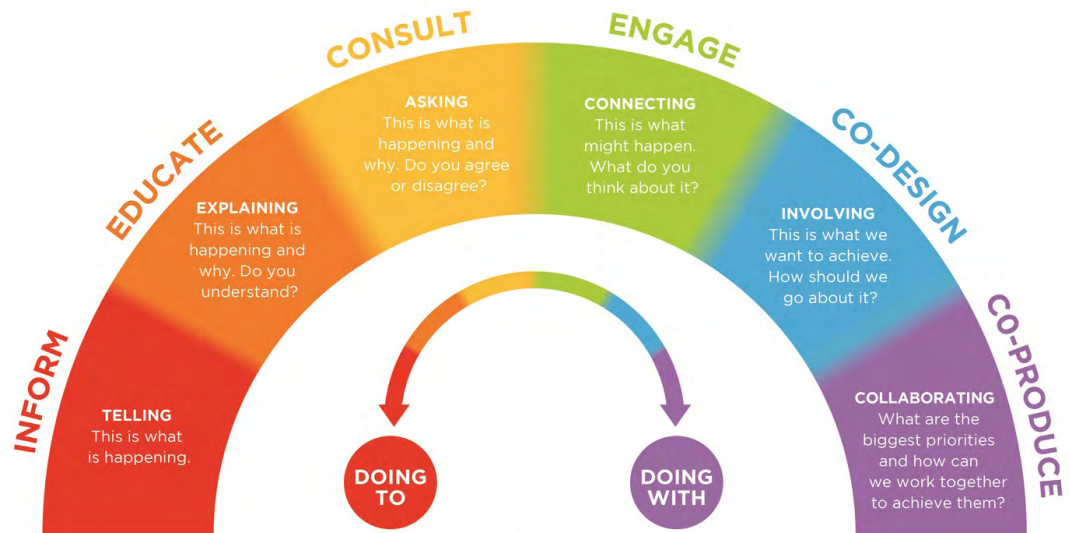 INFORM
TELLING
This is what
is happening.
EDUCATE
EXPLAINING
This is what is
happening and
why. Do you
understand?
CONSULT
ASKING
This is what is
happening and
why. Do you agree
or disagree?
ENGAGE
CONNECTING
This is what
might happen.
What do you
think about it?
CO-DESIGN
INVOLVING
This is what we
want to achieve.
How should we
go about it?
CO-PRODUCE
COLLABORATING
What are the
biggest priorities
and how can
we work together
to achieve them?
DOING
TO
DOING
WITH